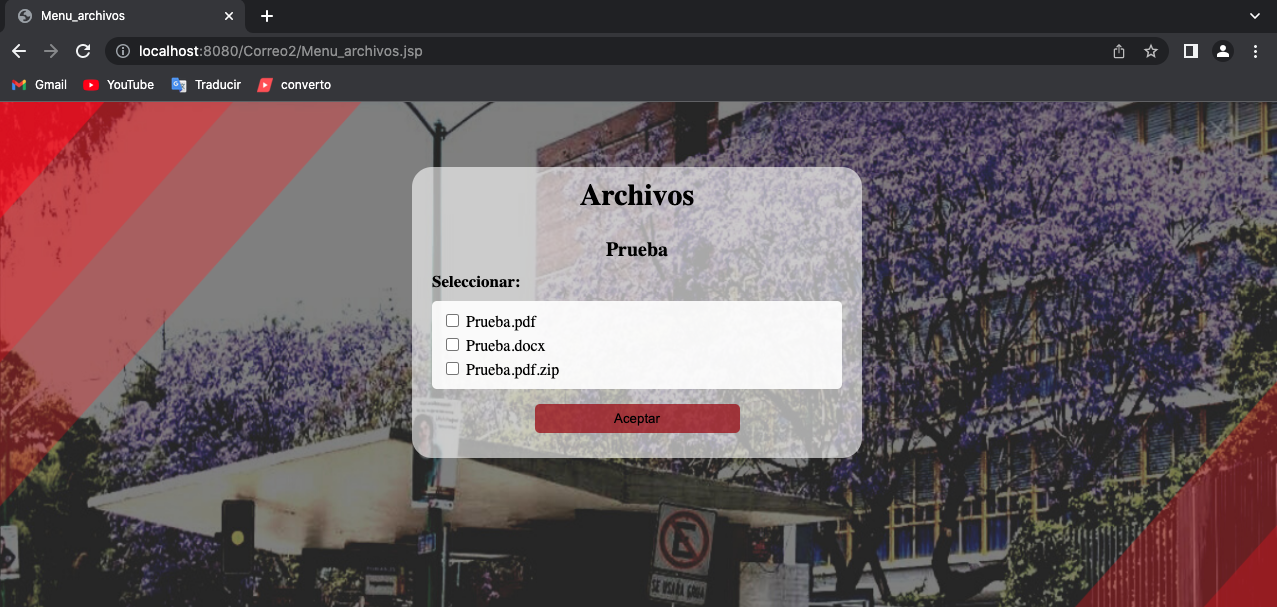 Menu_archivos
localhost:8080/Correo2/Menu_archivos.jsp
Gmail YouTube Traducir converto
Archivos
Prueba
Seleccionar:
Prueba.pdf
Prueba.docx
Prueba.pdf.zip
Aceptar
E
SE USARÁ GRÚA